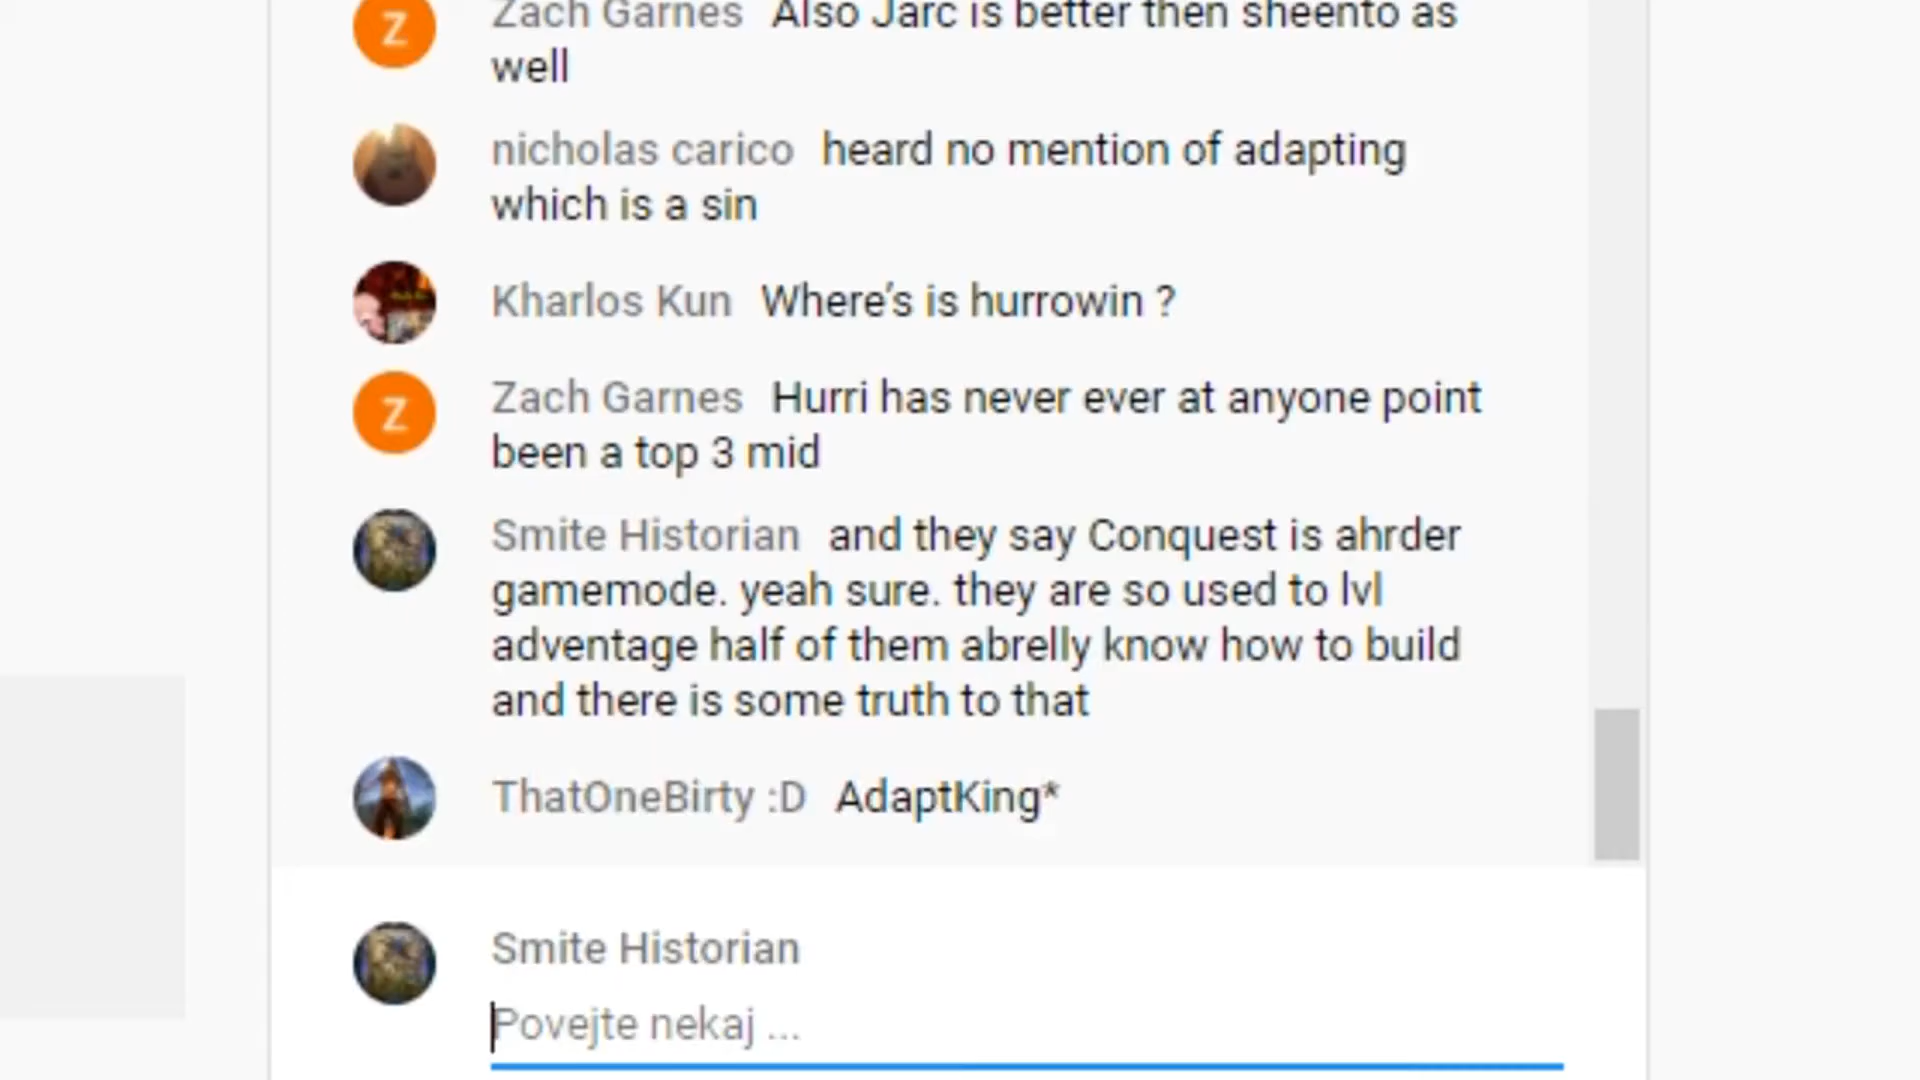 Zach Garnes Also Jarc is better then sheento as
well
nicholas carico heard no mention of adapting
which is a sin
Kharlos Kun Where's is hurrowin ?
Z Zach Garnes Hurri has never ever at anyone point
been a top 3 mid
Smite Historian and they say Conquest is ahrder
gamemode. yeah sure. they are so used to lvl
adventage half of them abrelly know how to build
and there is some truth to that
ThatOneBirty :D AdaptKing*
Smite Historian
Povejte nekaj ...